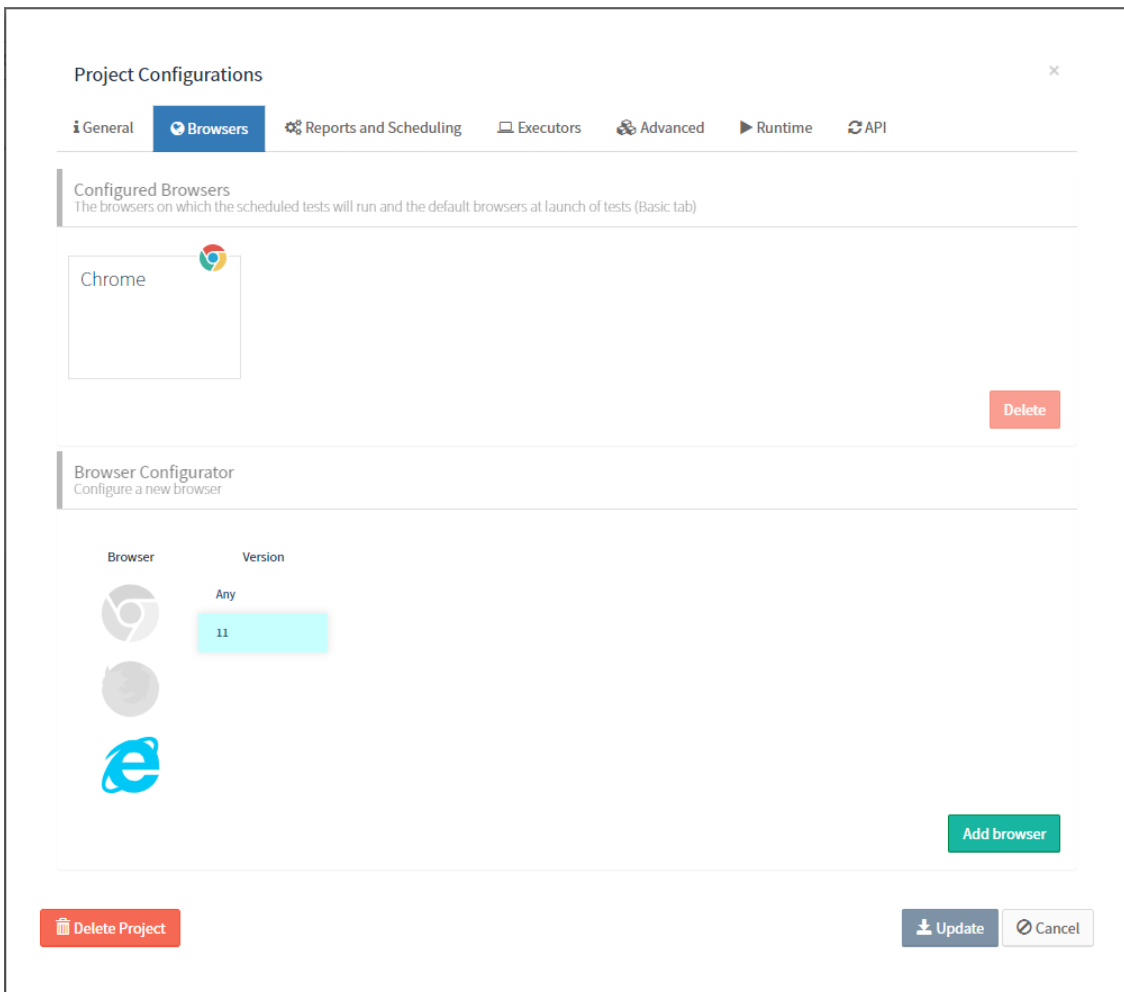 Project Configurations
×
General Browsers Reports and Scheduling Executors Advanced Runtime API
Configured Browsers
The browsers on which the scheduled tests will run and the default browsers at launch of tests (Basic tab)
Chrome
Delete
Browser Configurator
Configure a new browser
Browser Version
Any
11
Add browser
Delete Project Update Cancel